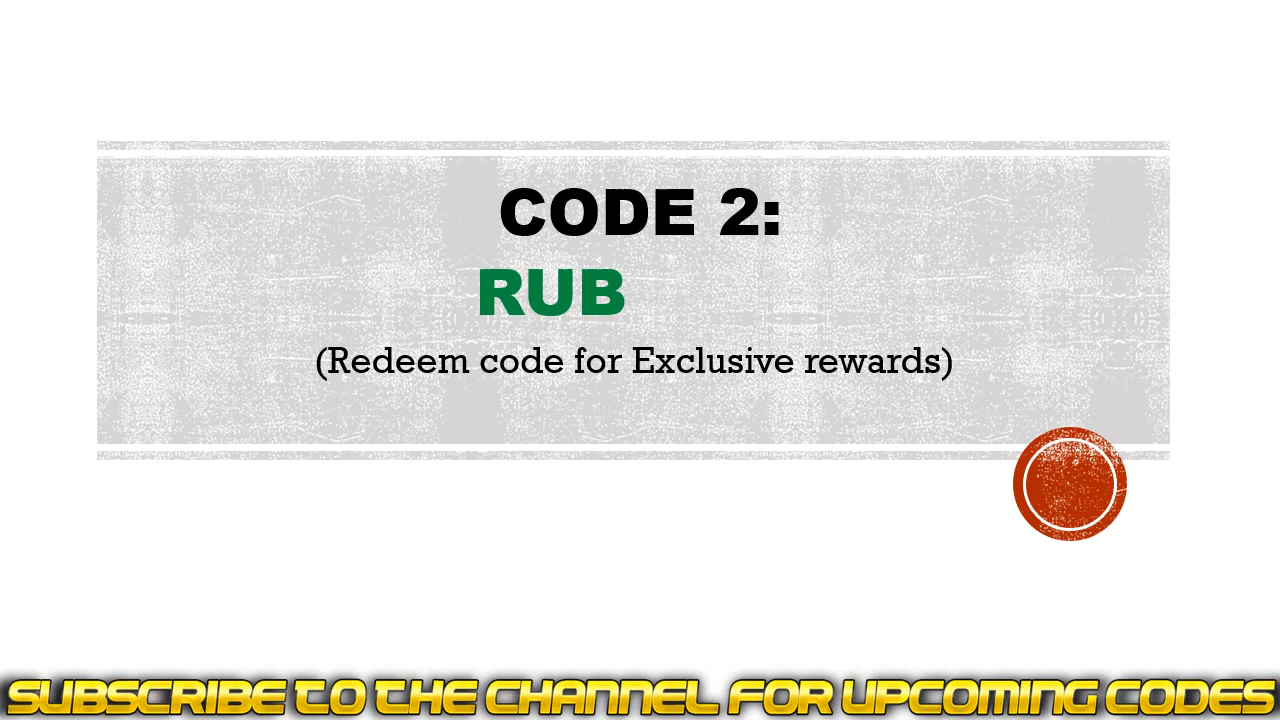 CODE 2:
RUB
(Redeem code for Exclusive rewards)
SUBSCRIBE TO THE CHANNEL FOR UPCOMING CODES